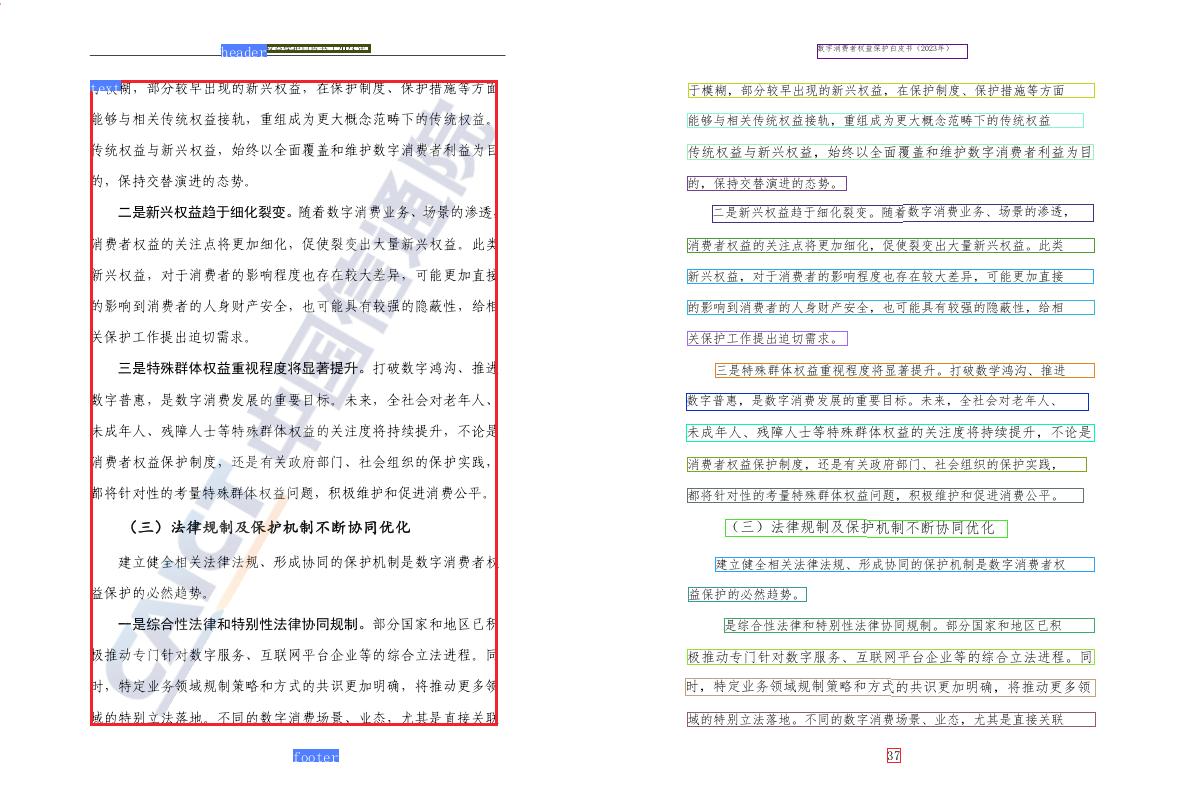 header
text
糊，部分较早出现的新兴权益，在保护制度、保护措施等方面
能够与相关传统权益接轨，重组成为更大概念范畴下的传统权益。
传统权益与新兴权益，始终以全面覆盖和维护数字消费者利益为目
的，保持交替演进的态势。
二是新兴权益趋于细化裂变。随着数字消费业务、场景的渗透，
消费者权益的关注点将更加细化，促使裂变出大量新兴权益。此类
新兴权益，对于消费者的影响程度也存在较大差异，可能更加直接
的影响到消费者的人身财产安全，也可能具有较强的隐蔽性，给相
关保护工作提出迫切需求。
三是特殊群体权益重视程度将显著提升。打破数字鸿沟、推进
数字普惠，是数字消费发展的重要目标。未来，全社会对老年人、
未成年人、残障人士等特殊群体权益的关注度将持续提升，不论是
消费者权益保护制度，还是有关政府部门、社会组织的保护实践，
都将针对性的考量特殊群体权益问题，积极维护和促进消费公平。
（三）法律规制及保护机制不断协同优化
建立健全相关法律法规、形成协同的保护机制是数字消费者权
益保护的必然趋势。
一是综合性法律和特别性法律协同规制。部分国家和地区已积
极推动专门针对数字服务、互联网平台企业等的综合立法进程。同
时，特定业务领域规制策略和方式的共识更加明确，将推动更多领
域的特别立法落地。不同的数字消费场景、业态，尤其是直接关联
CAICT 中国信通院
footer
数字消费者权益保护白皮书（2023年）
于模糊，部分较早出现的新兴权益，在保护制度、保护措施等方面
能够与相关传统权益接轨，重组成为更大概念范畴下的传统权益
传统权益与新兴权益，始终以全面覆盖和维护数字消费者利益为目
的，保持交替演进的态势。
二是新兴权益趋于细化裂变。随着数字消费业务、场景的渗透，
消费者权益的关注点将更加细化，促使裂变出大量新兴权益。此类
新兴权益，对于消费者的影响程度也存在较大差异，可能更加直接
的影响到消费者的人身财产安全，也可能具有较强的隐蔽性，给相
关保护工作提出迫切需求。
三是特殊群体权益重视程度将显著提升。打破数学鸿沟、推进
数字普惠，是数字消费发展的重要目标。未来，全社会对老年人、
未成年人、残障人士等特殊群体权益的关注度将持续提升，不论是
消费者权益保护制度，还是有关政府部门、社会组织的保护实践，
都将针对性的考量特殊群体权益问题，积极维护和促进消费公平。
（三）法律规制及保护机制不断协同优化
建立健全相关法律法规、形成协同的保护机制是数字消费者权
益保护的必然趋势。
是综合性法律和特别性法律协同规制。部分国家和地区已积
极推动专门针对数字服务、互联网平台企业等的综合立法进程。同
时，特定业务领域规制策略和方式的共识更加明确，将推动更多领
域的特别立法落地。不同的数字消费场景、业态，尤其是直接关联
37